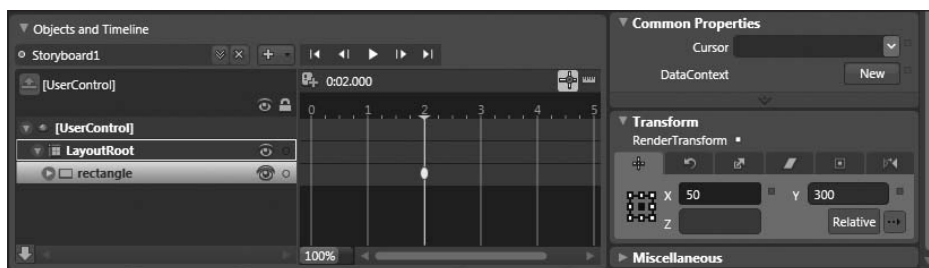 Objects and Timeline
Storyboard1
[UserControl]
0:02.000
0 1 2 3 4 5
[UserControl]
LayoutRoot
rectangle
100%
Common Properties
Cursor
DataContext New
Transform
RenderTransform
X 50 Y 300
Z Relative
Miscellaneous